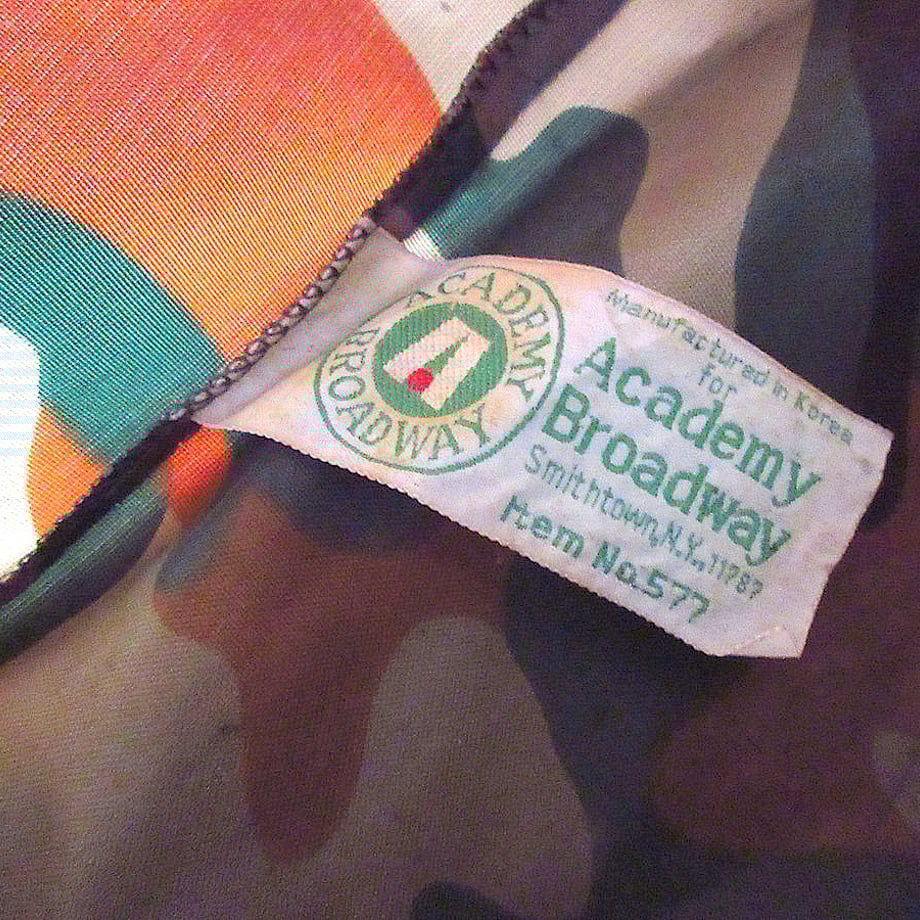 ACADEMY
BROADWAY
A
Manufactured in Korea
for
Academy
Broadway
Smithtown, N.Y., 11787
Item No. 577